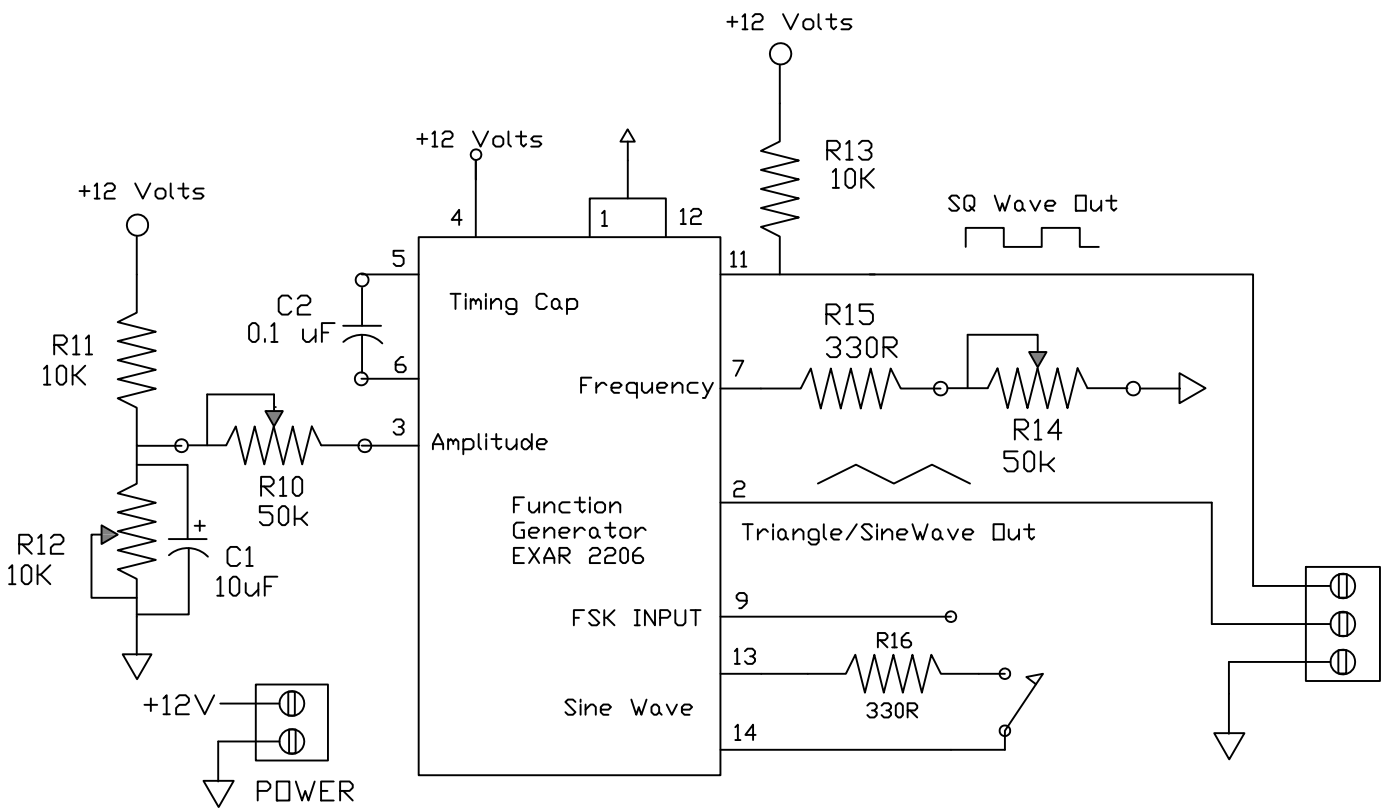 +12 Volts
+12 Volts
+12 Volts
R13
10K
SQ Wave Out
4
1
12
5
11
C2
0.1 uF
Timing Cap
R11
10K
6
R15
330R
Frequency
7
R14
50k
3
Amplitude
R10
50k
2
Triangle/SineWave Out
Function
Generator
EXAR 2206
R12
10K
+
C1
10uF
FSK INPUT
9
R16
330R
13
Sine Wave
14
+12V
POWER